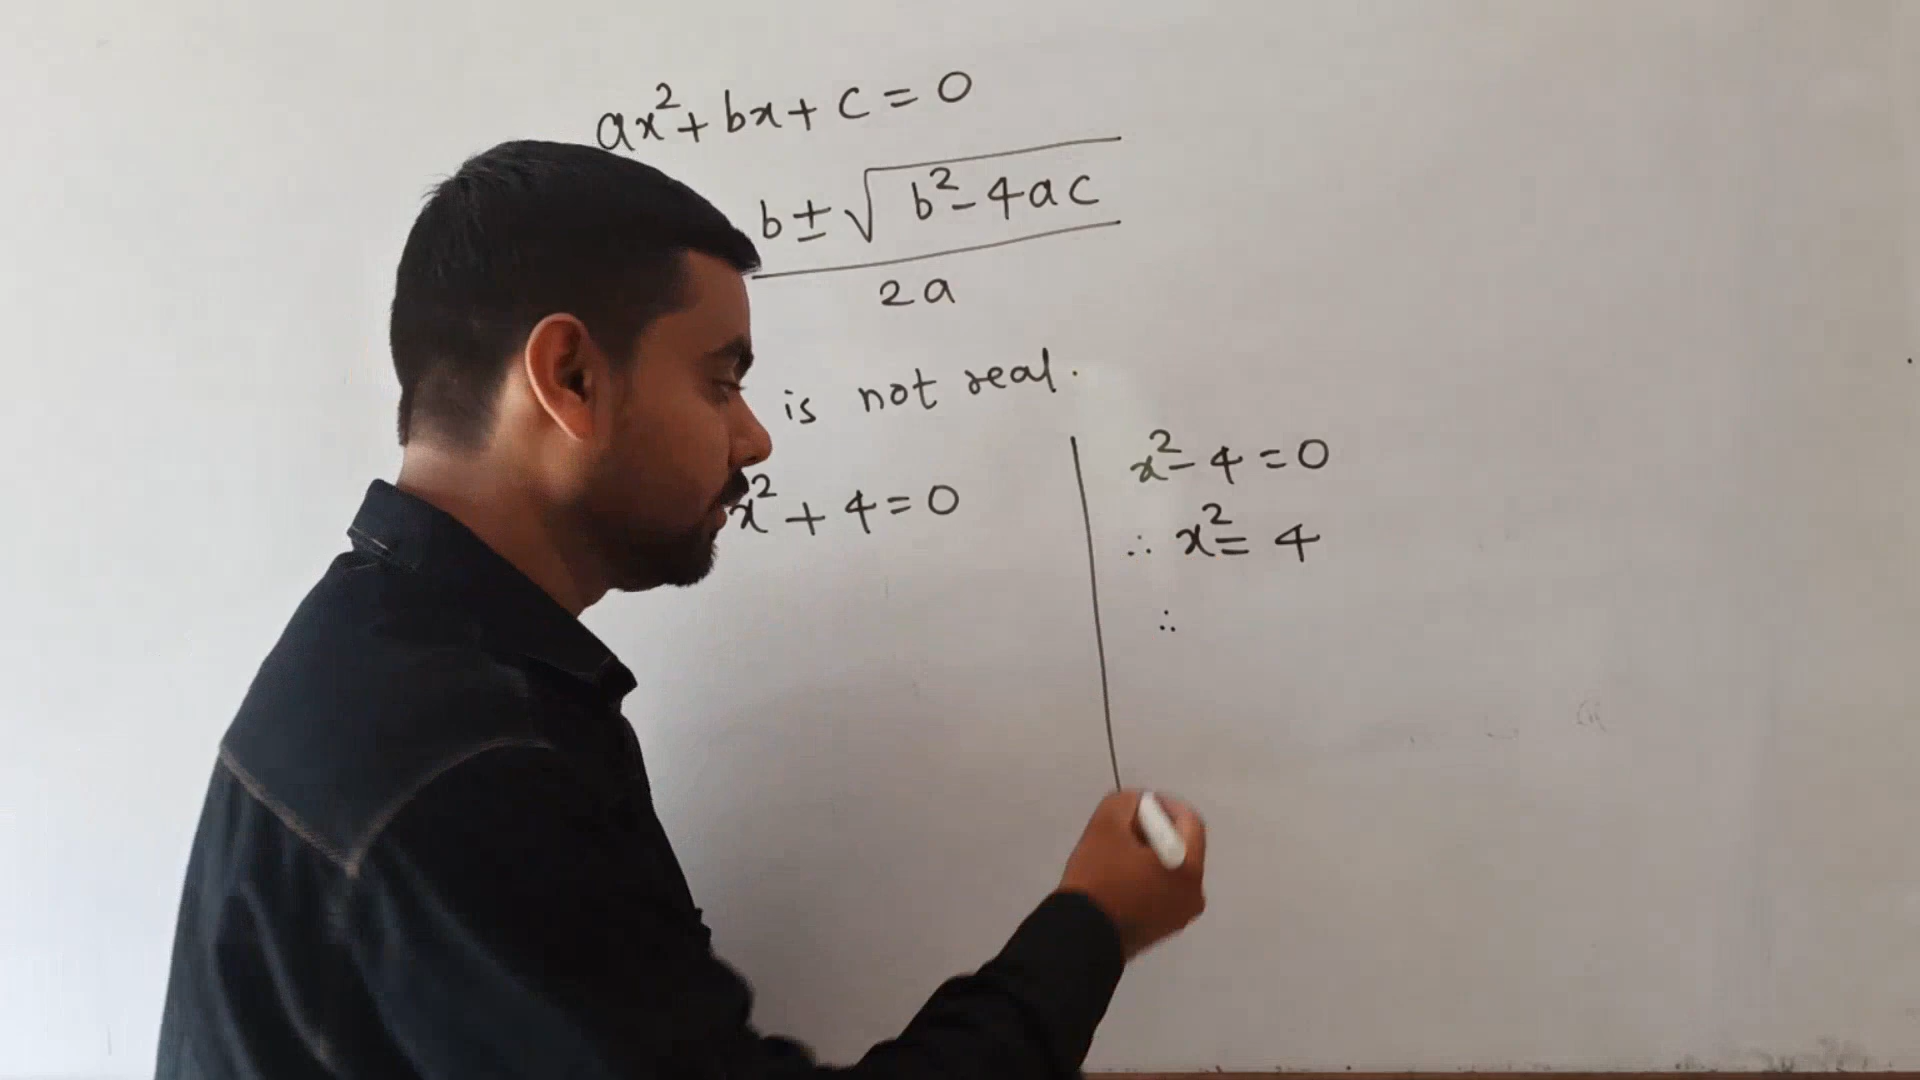 ax²+bx+c=0
b±√b²-4ac
2a
is not real.
x²+4=0
x²-4=0
∴ x²=4
∴